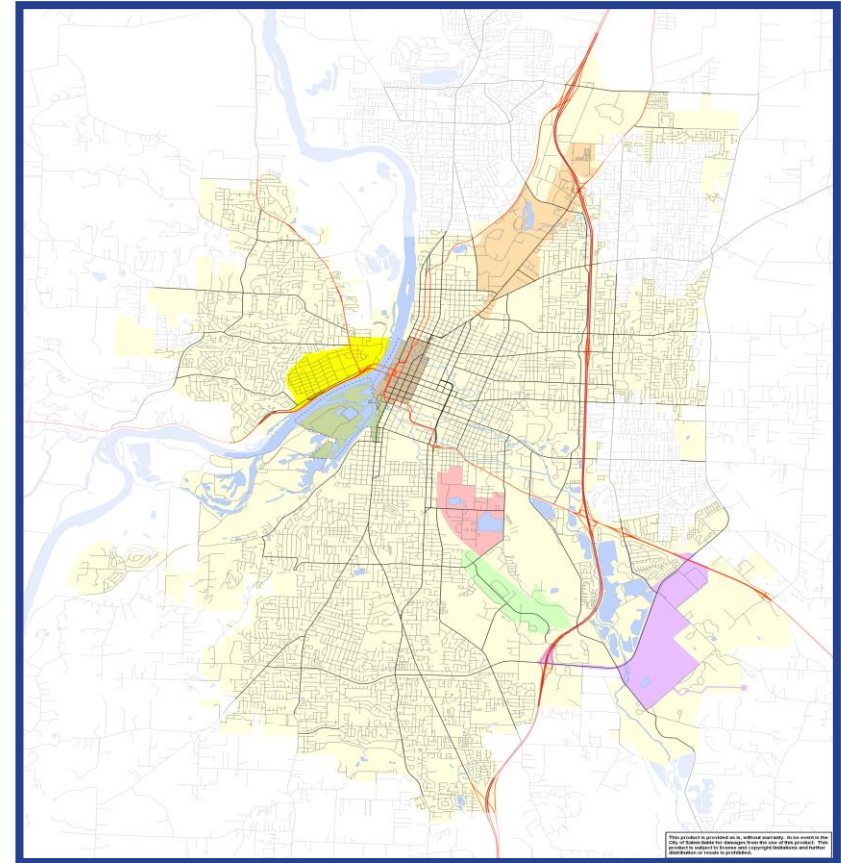 This product is provided as is, without warranty. In no event is the
City of Salem liable for damages from the use of this product. This
product is subject to license and copyright limitations and further
distribution or resale is prohibited.